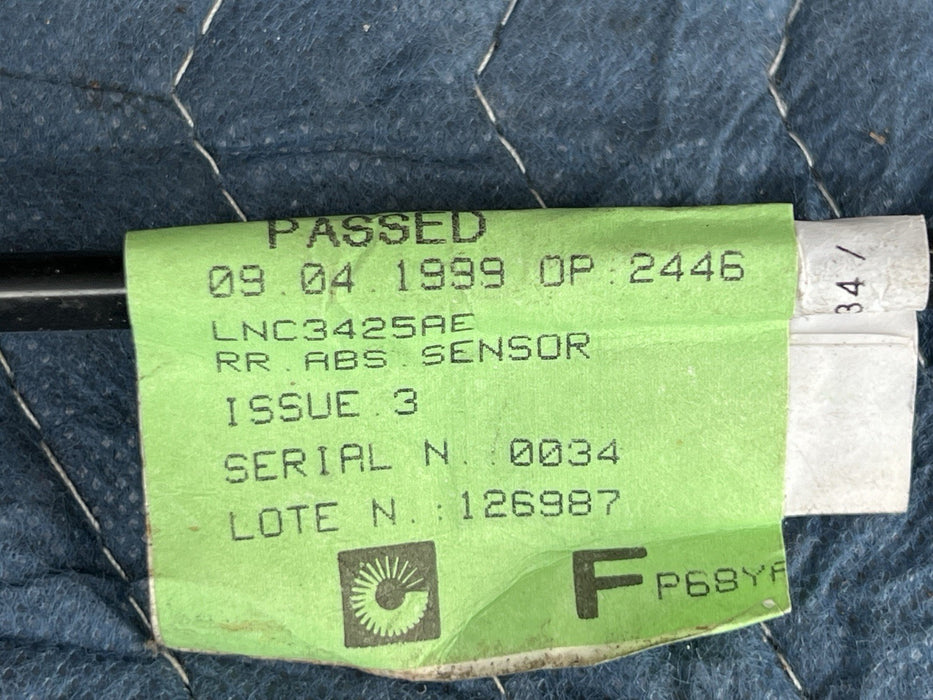 PASSED
09.04 1999 OP:2446
LNC3425AE
RR.ABS.SENSOR
ISSUE.3
SERIAL N.:0034
LOTE N.:126987
F P68YA
34 /